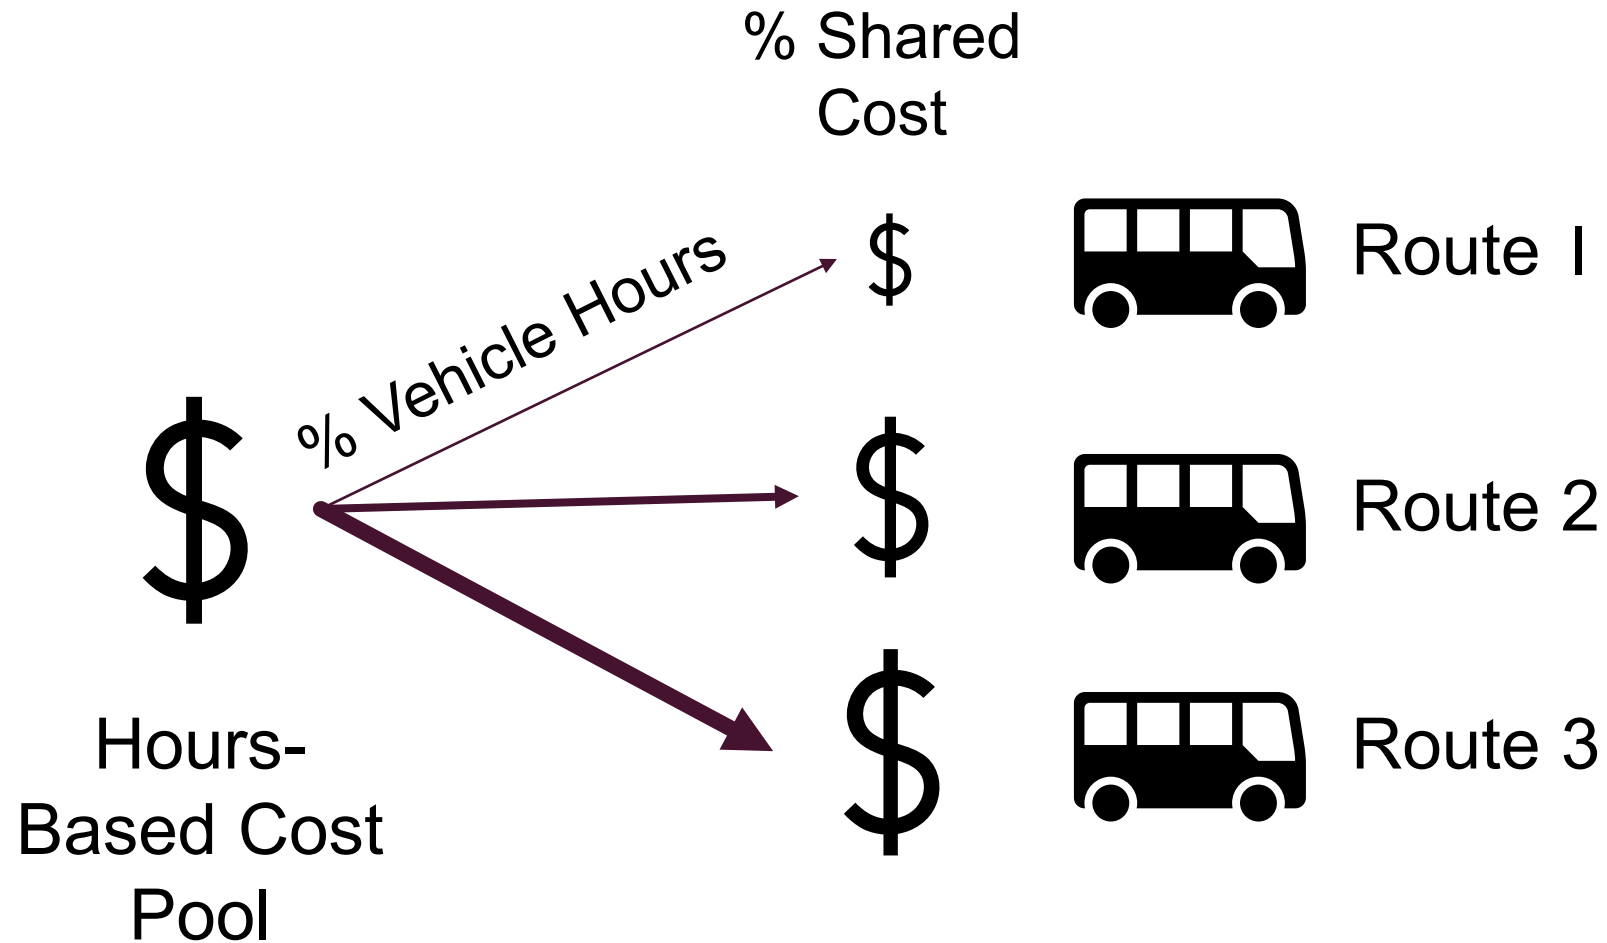 % Shared
Cost
% Vehicle Hours
$
Route 1
$
Hours-
Based Cost
Pool
$
Route 2
$
Route 3